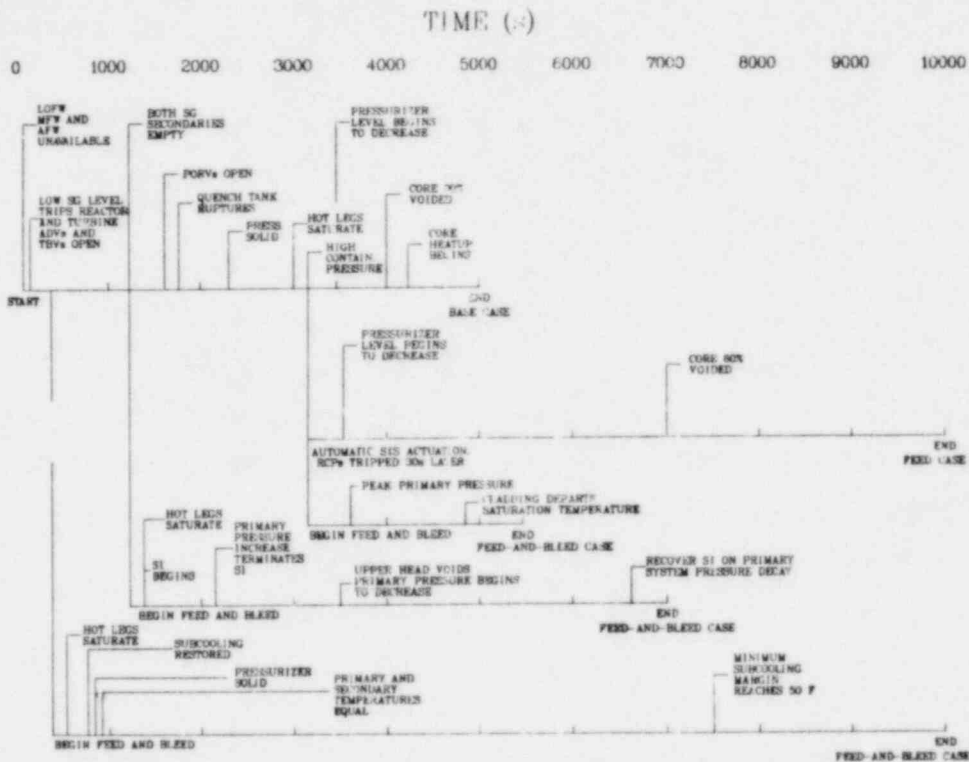 TIME (s)
0 1000 2000 3000 4000 5000 6000 7000 8000 9000 10000
LOFW
MFW AND
AFW
UNAVAILABLE
BOTH SG
SECONDARIES
EMPTY
PRESSURIZER
LEVEL BEGINS
TO DECREASE
PORVs OPEN
LOW SG LEVEL
TRIPS REACTOR
AND TURBINE
ADVs AND
TBVs OPEN
QUENCH TANK
RUPTURES
PRESS
SOLID
HOT LEGS
SATURATE
HIGH
CONTAIN
PRESSURE
CORE
VOIDED
CORE
HEATUP
BEGINS
START
END
BASE CASE
PRESSURIZER
LEVEL BEGINS
TO DECREASE
CORE 80%
VOIDED
AUTOMATIC SIS ACTUATION
RCPs TRIPPED 30s LATER
END
FEED CASE
PEAK PRIMARY PRESSURE
CLADDING DEPARTS
SATURATION TEMPERATURE
BEGIN FEED AND BLEED
END
FEED-AND-BLEED CASE
HOT LEGS
SATURATE
SI
BEGINS
PRIMARY
PRESSURE
INCREASE
TERMINATES
SI
UPPER HEAD VOIDS
PRIMARY PRESSURE BEGINS
TO DECREASE
RECOVER SI ON PRIMARY
SYSTEM PRESSURE DECAY
BEGIN FEED AND BLEED
END
FEED-AND-BLEED CASE
HOT LEGS
SATURATE
SUBCOOLING
RESTORED
PRESSURIZER
SOLID
PRIMARY AND
SECONDARY
TEMPERATURES
EQUAL
MINIMUM
SUBCOOLING
MARGIN
REACHES 50 F
BEGIN FEED AND BLEED
END
FEED-AND-BLEED CASE